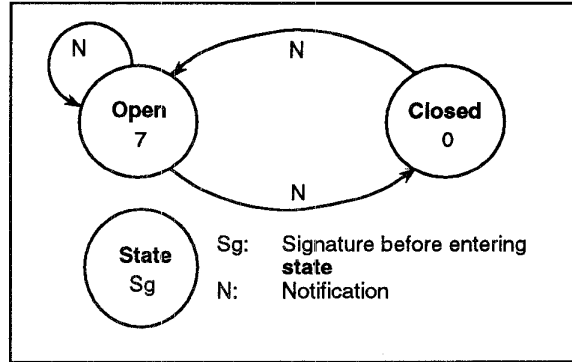 N
N
Open
7
Closed
0
N
State
Sg
Sg: Signature before entering
state
N: Notification